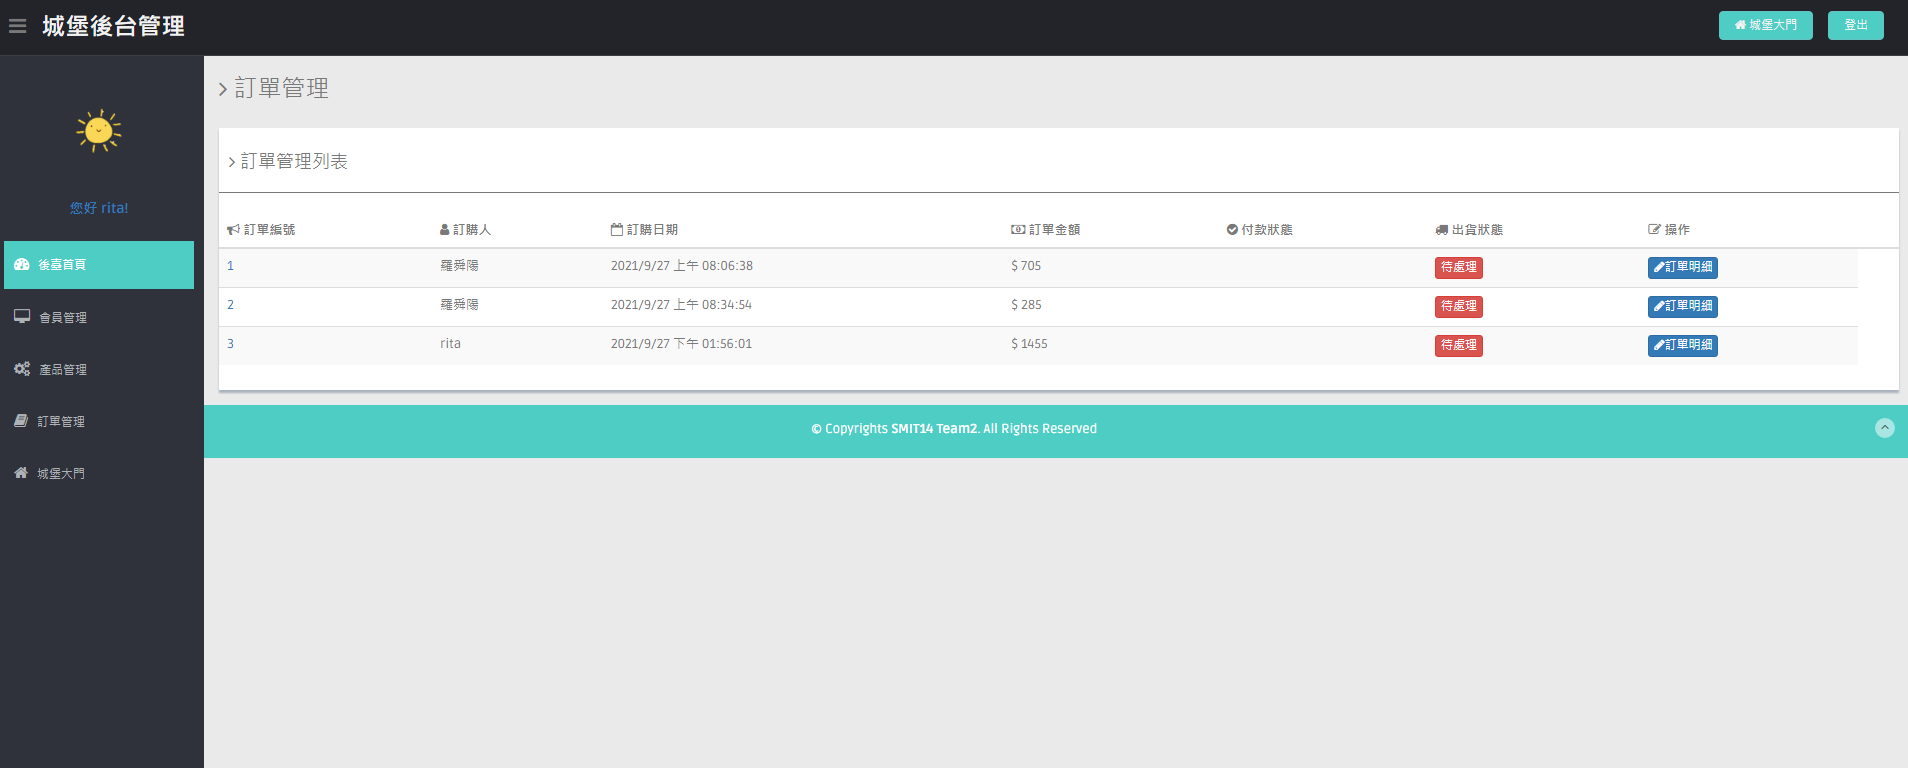 城堡後台管理
城堡大門
登出
您好 rita!
後臺首頁
會員管理
產品管理
訂單管理
城堡大門
訂單管理
訂單管理列表
訂單編號 訂購人 訂購日期 訂單金額 付款狀態 出貨狀態 操作
1 羅舜陽 2021/9/27 上午 08:06:38 $ 705 待處理 訂單明細
2 羅舜陽 2021/9/27 上午 08:34:54 $ 285 待處理 訂單明細
3 rita 2021/9/27 下午 01:56:01 $ 1455 待處理 訂單明細
© Copyrights SMIT14 Team2. All Rights Reserved